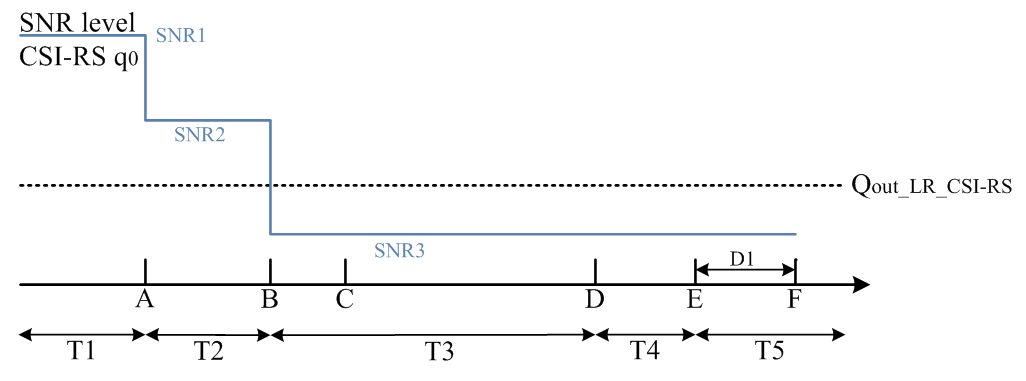 SNR level
CSI-RS q0
SNR1
SNR2
Qout_LR_CSI-RS
SNR3
D1
A B C D E F
T1 T2 T3 T4 T5